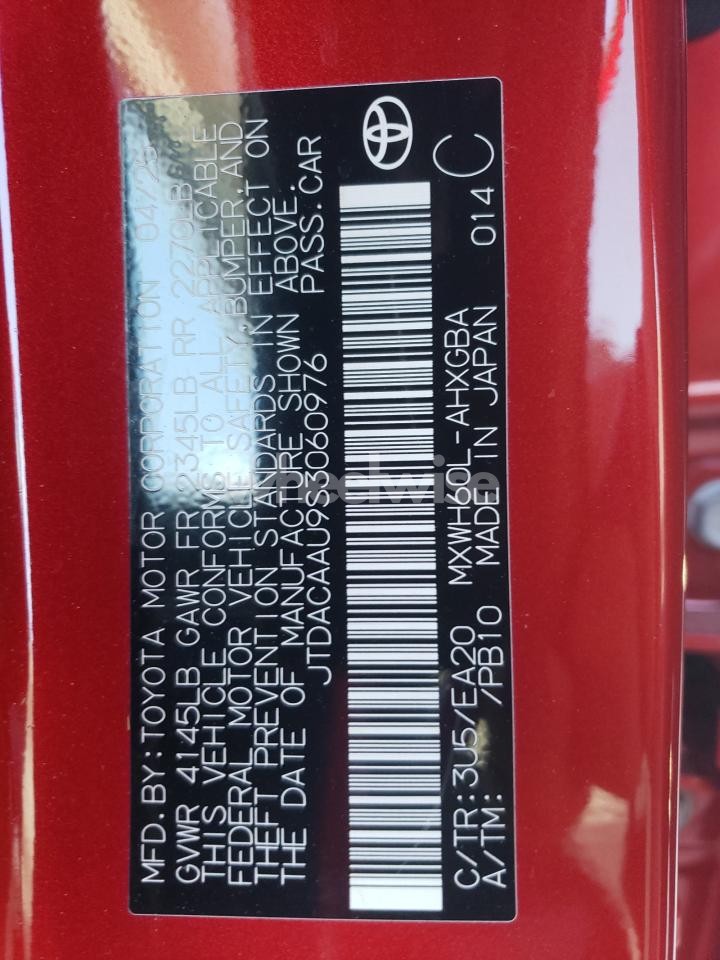 MFD.BY:TOYOTA MOTOR CORPORATION 04/25
GVWR 4145LB GAWR FR 2345LB RR 2270LB
THIS VEHICLE CONFORMS TO ALL APPLICABLE
FEDERAL MOTOR VEHICLE SAFETY,BUMPER,AND
THEFT PREVENTION STANDARDS IN EFFECT ON
THE DATE OF MANUFACTURE SHOWN ABOVE.
JTDACAAU9S3060976 PASS.CAR
C/TR:3U5/EA20 MXWH60L-AHXGBA 014 C
A/TM: /PB10 MADE IN JAPAN